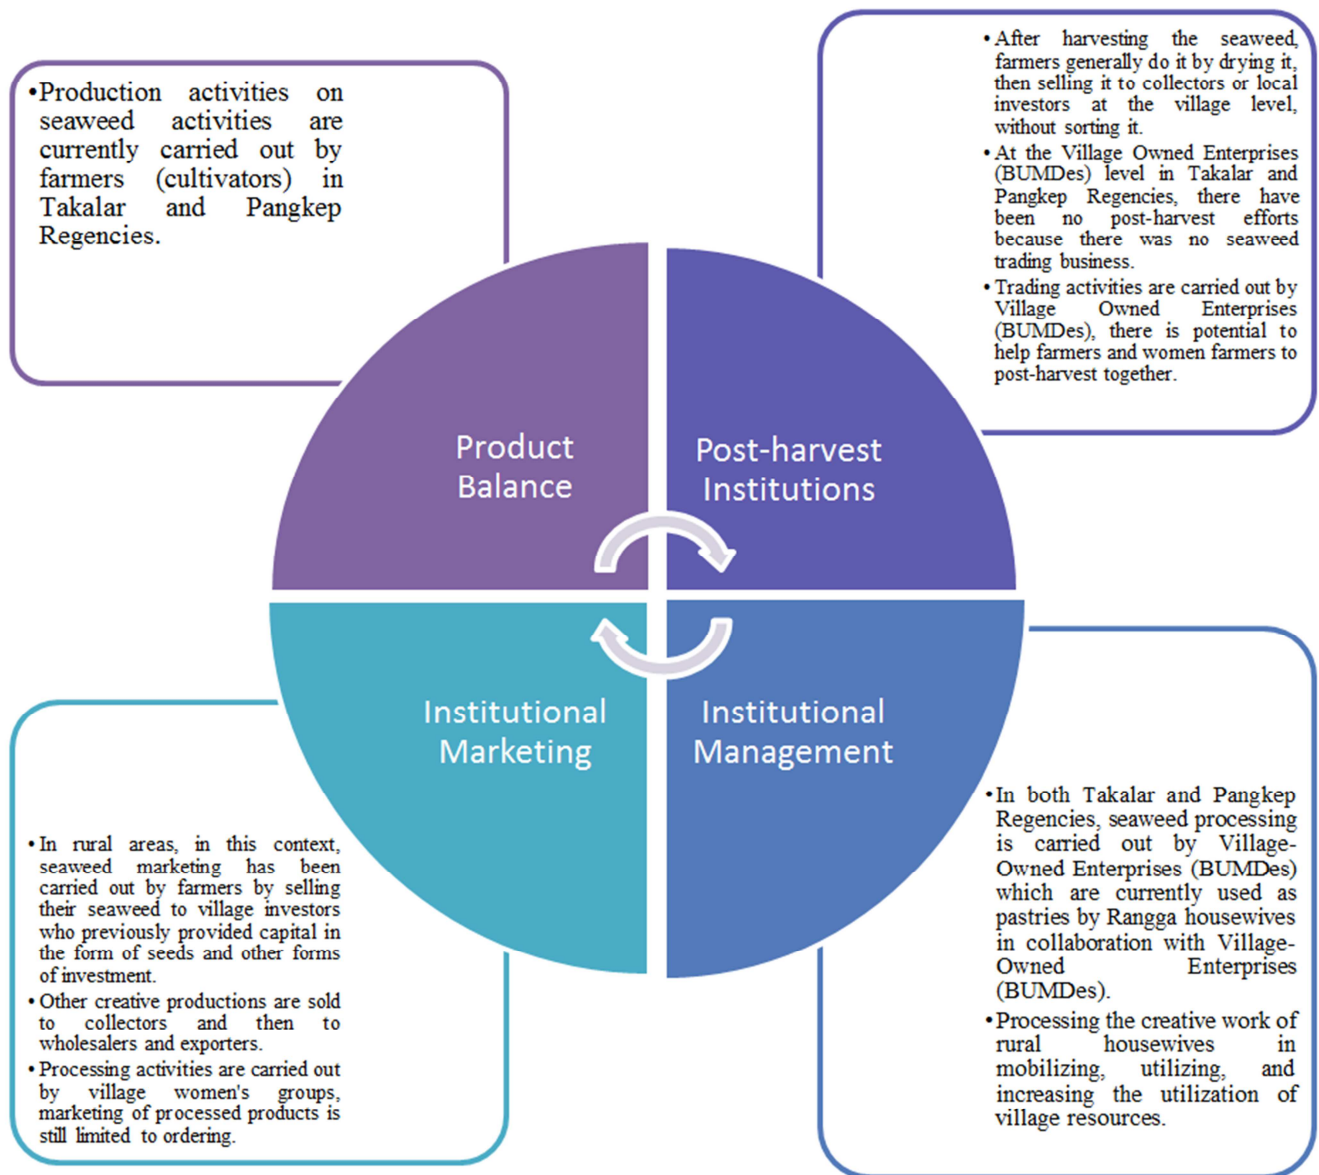 •Production activities on
seaweed activities are
currently carried out by
farmers (cultivators) in
Takalar and Pangkep
Regencies.
•After harvesting the seaweed,
farmers generally do it by drying it,
then selling it to collectors or local
investors at the village level,
without sorting it.
•At the Village Owned Enterprises
(BUMDes) level in Takalar and
Pangkep Regencies, there have
been no post-harvest efforts
because there was no seaweed
trading business.
•Trading activities are carried out by
Village Owned Enterprises
(BUMDes), there is potential to
help farmers and women farmers to
post-harvest together.
Product
Balance
Post-harvest
Institutions
Institutional
Marketing
Institutional
Management
•In rural areas, in this context,
seaweed marketing has been
carried out by farmers by selling
their seaweed to village investors
who previously provided capital in
the form of seeds and other forms
of investment.
•Other creative productions are sold
to collectors and then to
wholesalers and exporters.
•Processing activities are carried out
by village women's groups,
marketing of processed products is
still limited to ordering.
•In both Takalar and Pangkep
Regencies, seaweed processing
is carried out by Village-
Owned Enterprises (BUMDes)
which are currently used as
pastries by Rangga housewives
in collaboration with Village-
Owned Enterprises
(BUMDes).
•Processing the creative work of
rural housewives in
mobilizing, utilizing, and
increasing the utilization of
village resources.